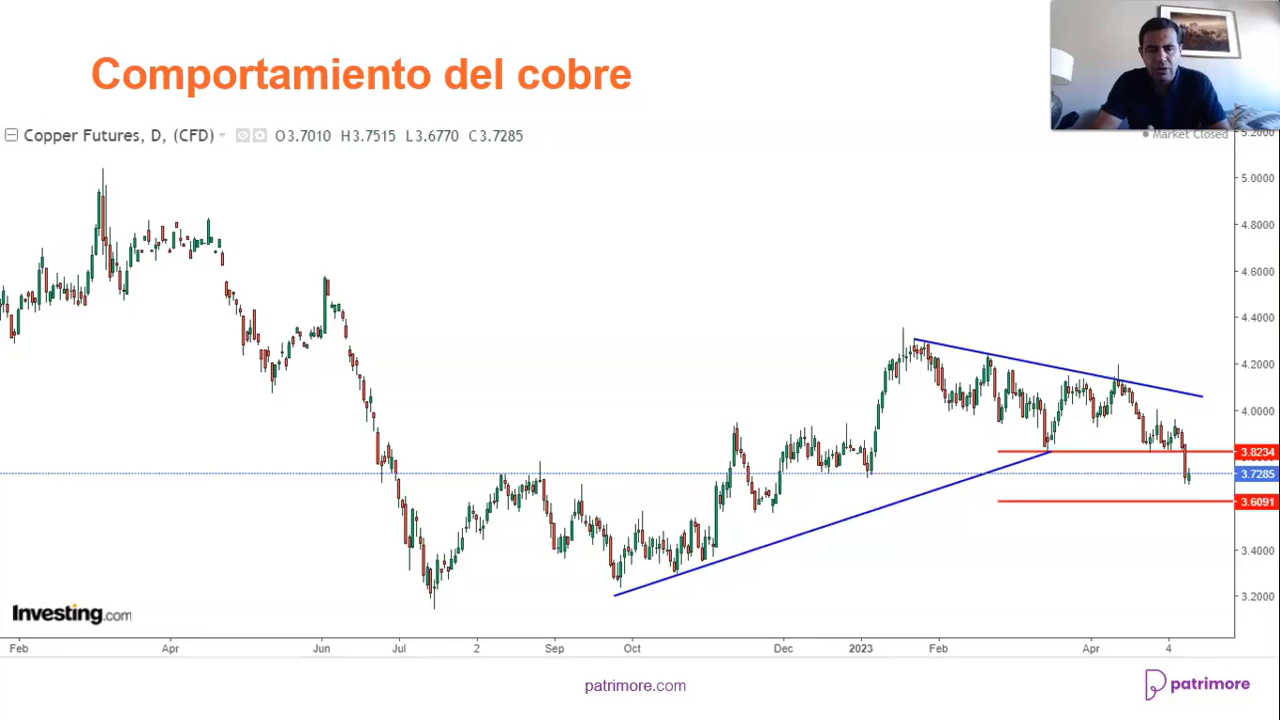 Comportamiento del cobre
Copper Futures, D, (CFD) O3.7010 H3.7515 L3.6770 C3.7285
Market Closed
5.2000
5.0000
4.8000
4.6000
4.4000
4.2000
4.0000
3.8234
3.7285
3.6091
3.4000
3.2000
Investing.com
Feb Apr Jun Jul 2 Sep Oct Dec 2023 Feb Apr 4
patrimore.com
patrimore